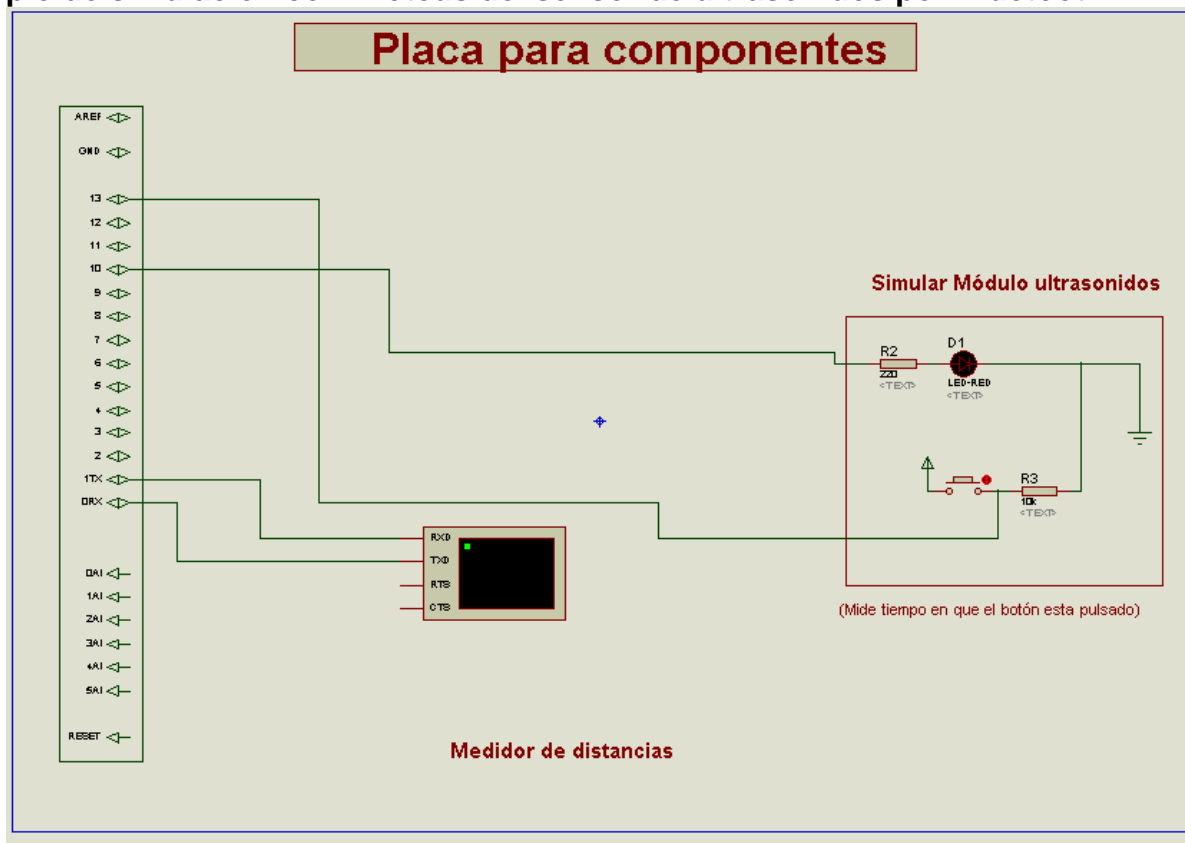 Placa para componentes
AREF
GND
13
12
11
10
9
8
7
6
5
4
3
2
1TX
0RX
0AI
1AI
2AI
3AI
4AI
5AI
RESET
RXD
TXD
RTS
CTS
Simular Módulo ultrasonidos
R2
220
<TEXT>
D1
LED-RED
<TEXT>
R3
10k
<TEXT>
(Mide tiempo en que el botón esta pulsado)
Medidor de distancias